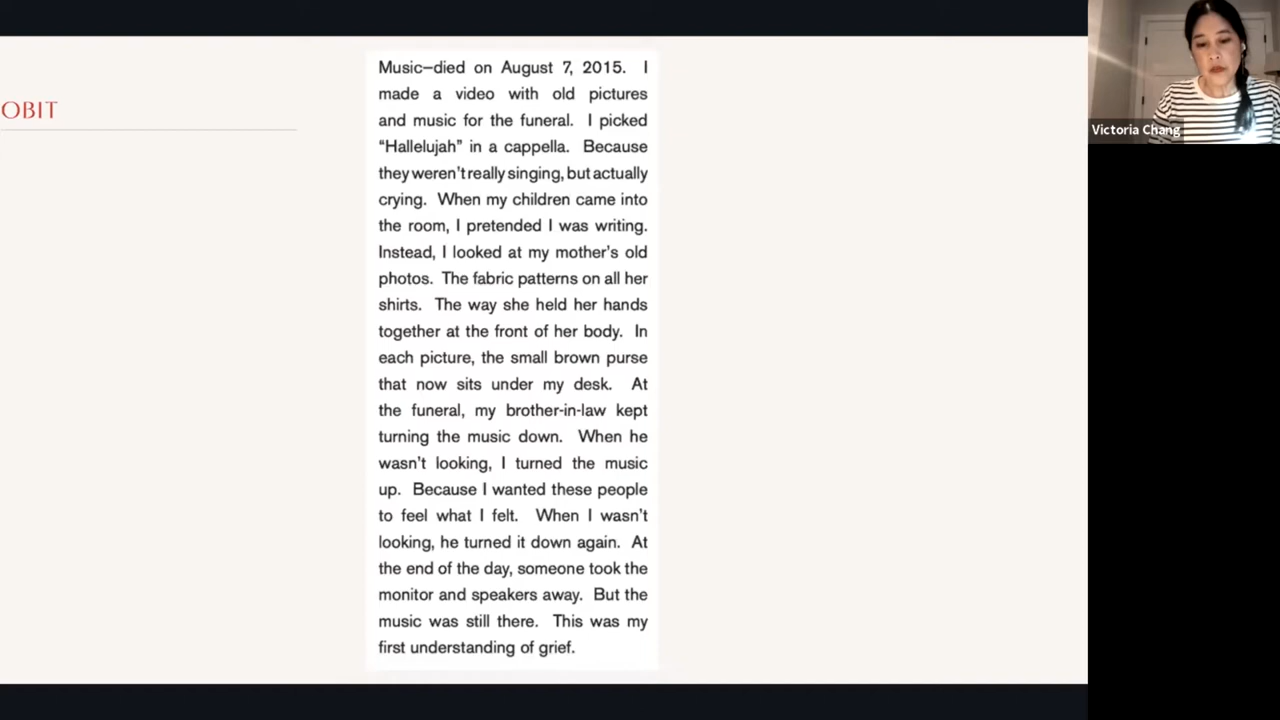 OBIT
Music—died on August 7, 2015. I
made a video with old pictures
and music for the funeral. I picked
“Hallelujah” in a cappella. Because
they weren’t really singing, but actually
crying. When my children came into
the room, I pretended I was writing.
Instead, I looked at my mother’s old
photos. The fabric patterns on all her
shirts. The way she held her hands
together at the front of her body. In
each picture, the small brown purse
that now sits under my desk. At
the funeral, my brother-in-law kept
turning the music down. When he
wasn’t looking, I turned the music
up. Because I wanted these people
to feel what I felt. When I wasn’t
looking, he turned it down again. At
the end of the day, someone took the
monitor and speakers away. But the
music was still there. This was my
first understanding of grief.
Victoria Chang